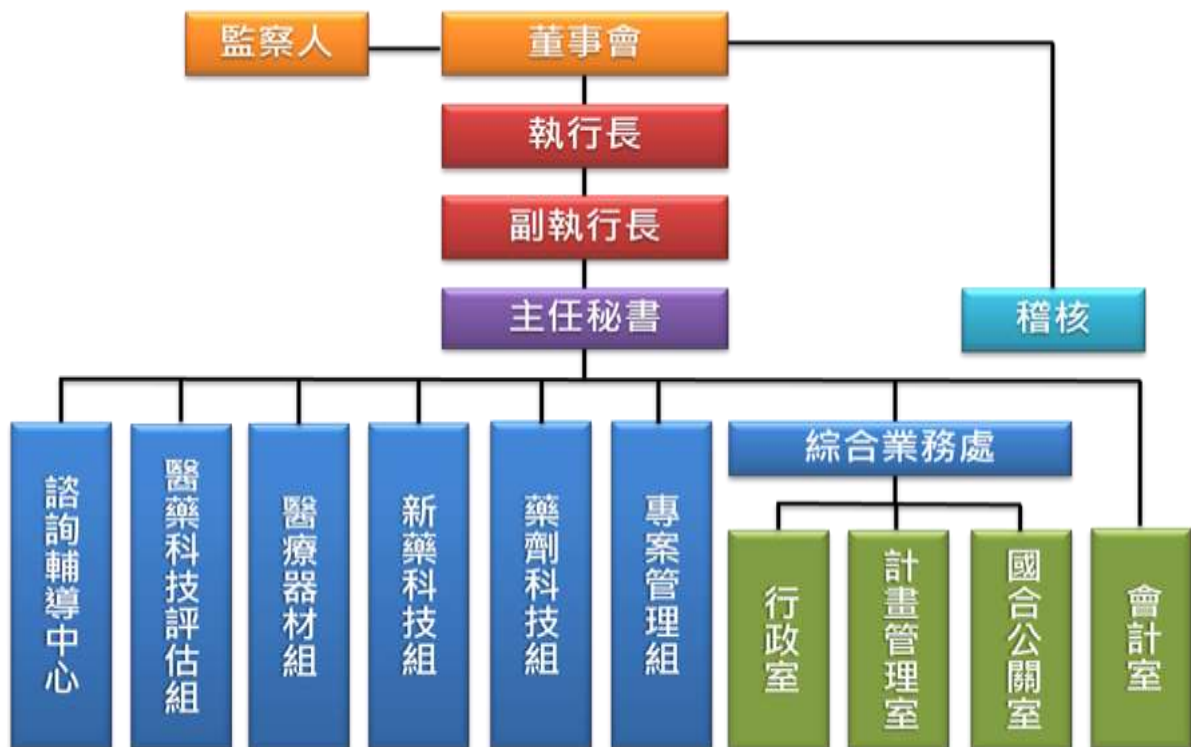 監察人
董事會
執行長
副執行長
主任秘書
稽核
諮詢輔導中心
醫藥科技評估組
醫療器材組
新藥科技組
藥劑科技組
專案管理組
綜合業務處
行政室
計畫管理室
國合公關室
會計室